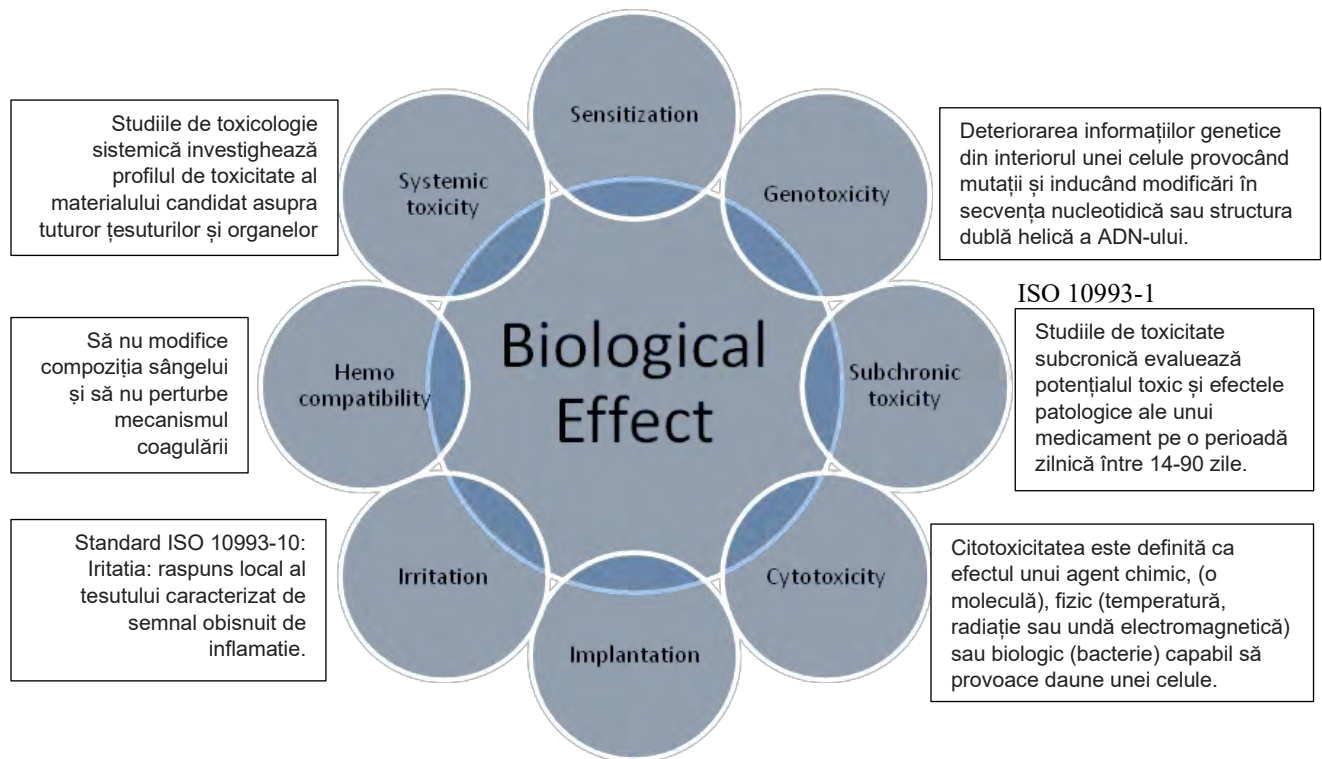 Sensitization
Studiile de toxicologie
sistemică investighează
profilul de toxicitate al
materialului candidat asupra
tuturor țesuturilor și organelor
Systemic
toxicity
Genotoxicity
Deteriorarea informațiilor genetice
din interiorul unei celule provocând
mutații și inducând modificări în
secvența nucleotidică sau structura
dublă helică a ADN-ului.
ISO 10993-1
Să nu modifice
compoziția sângelui
și să nu perturbe
mecanismul
coagulării
Hemo
compatibility
Biological
Effect
Subchronic
toxicity
Studiile de toxicitate
subcronică evaluează
potențialul toxic și efectele
patologice ale unui
medicament pe o perioadă
zilnică între 14-90 zile.
Standard ISO 10993-10:
Iritatia: raspuns local al
tesutului caracterizat de
semnal obisnuit de
inflamatie.
Irritation
Implantation
Cytotoxicity
Citotoxicitatea este definită ca
efectul unui agent chimic, (o
moleculă), fizic (temperatură,
radiație sau undă electromagnetică)
sau biologic (bacterie) capabil să
provoace daune unei celule.